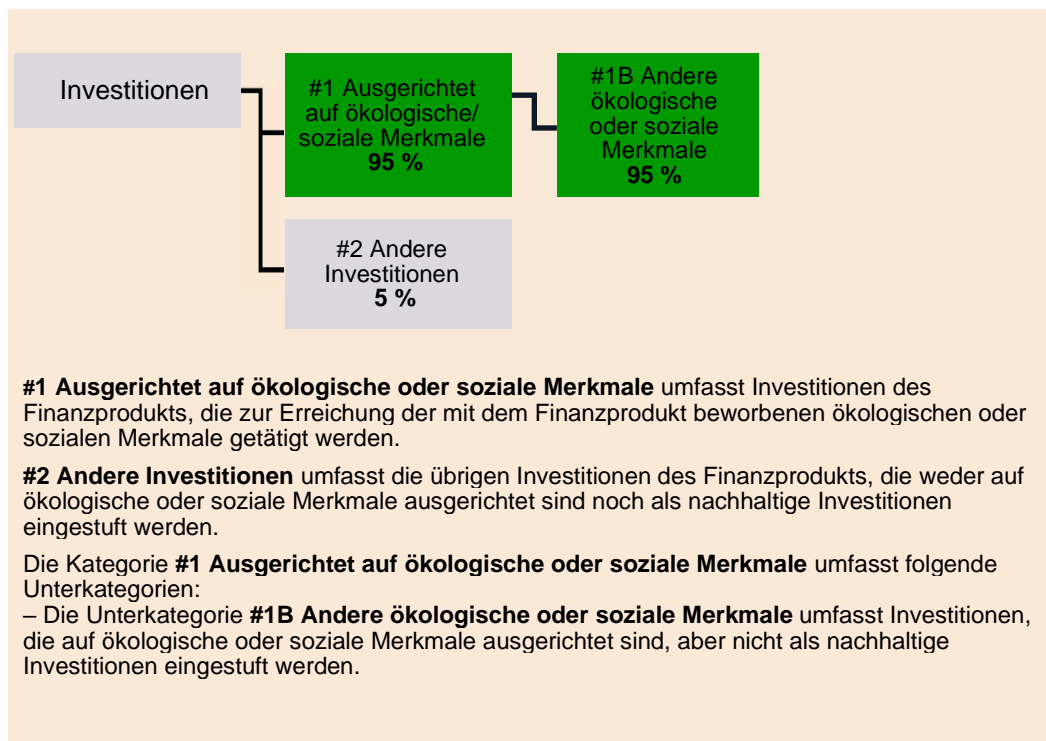 Investitionen
#1 Ausgerichtet
auf ökologische/
soziale Merkmale
95 %
#1B Andere
ökologische
oder soziale
Merkmale
95 %
#2 Andere
Investitionen
5 %
#1 Ausgerichtet auf ökologische oder soziale Merkmale umfasst Investitionen des
Finanzprodukts, die zur Erreichung der mit dem Finanzprodukt beworbenen ökologischen oder
sozialen Merkmale getätigt werden.
#2 Andere Investitionen umfasst die übrigen Investitionen des Finanzprodukts, die weder auf
ökologische oder soziale Merkmale ausgerichtet sind noch als nachhaltige Investitionen
eingestuft werden.
Die Kategorie #1 Ausgerichtet auf ökologische oder soziale Merkmale umfasst folgende
Unterkategorien:
– Die Unterkategorie #1B Andere ökologische oder soziale Merkmale umfasst Investitionen,
die auf ökologische oder soziale Merkmale ausgerichtet sind, aber nicht als nachhaltige
Investitionen eingestuft werden.